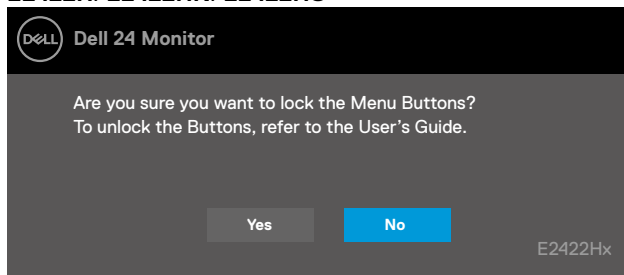 DELL Dell 24 Monitor
Are you sure you want to lock the Menu Buttons?
To unlock the Buttons, refer to the User's Guide.
Yes No
E2422Hx